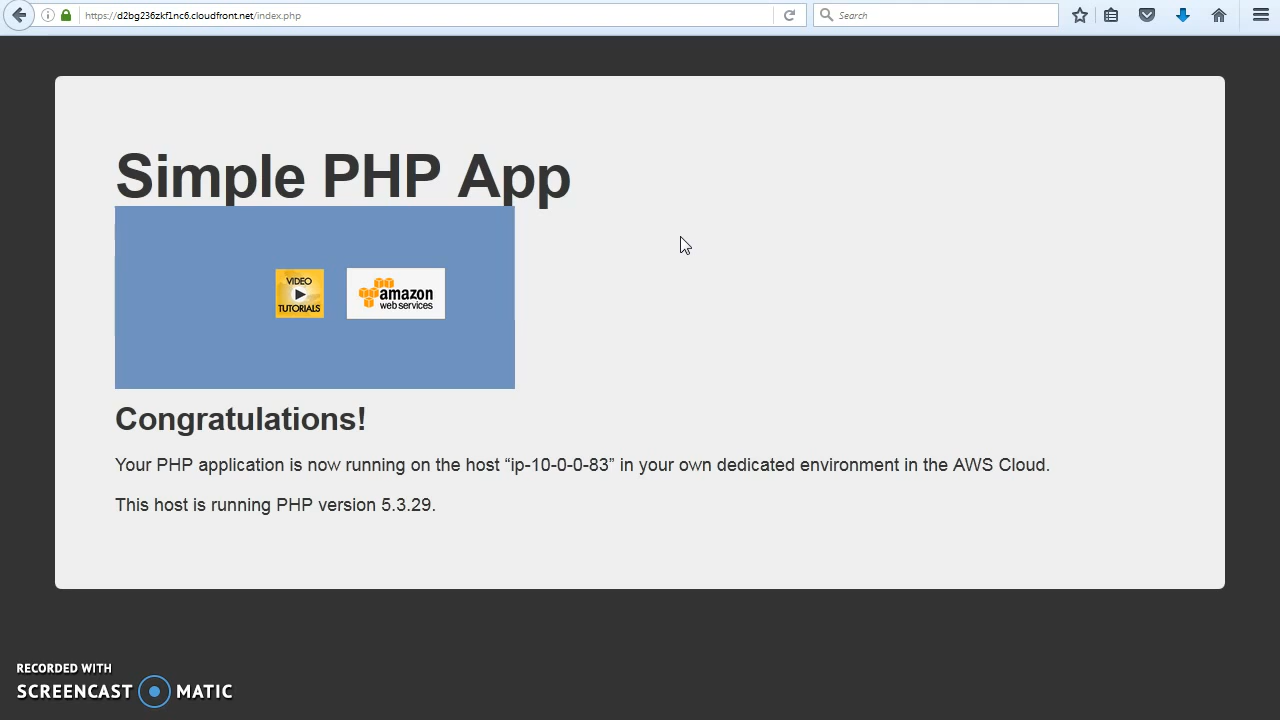 https://d2bg236zkf1nc6.cloudfront.net/index.php
Search
Simple PHP App
VIDEO
TUTORIALS
amazon
web services
Congratulations!
Your PHP application is now running on the host “ip-10-0-0-83” in your own dedicated environment in the AWS Cloud.
This host is running PHP version 5.3.29.
RECORDED WITH
SCREENCAST MATIC